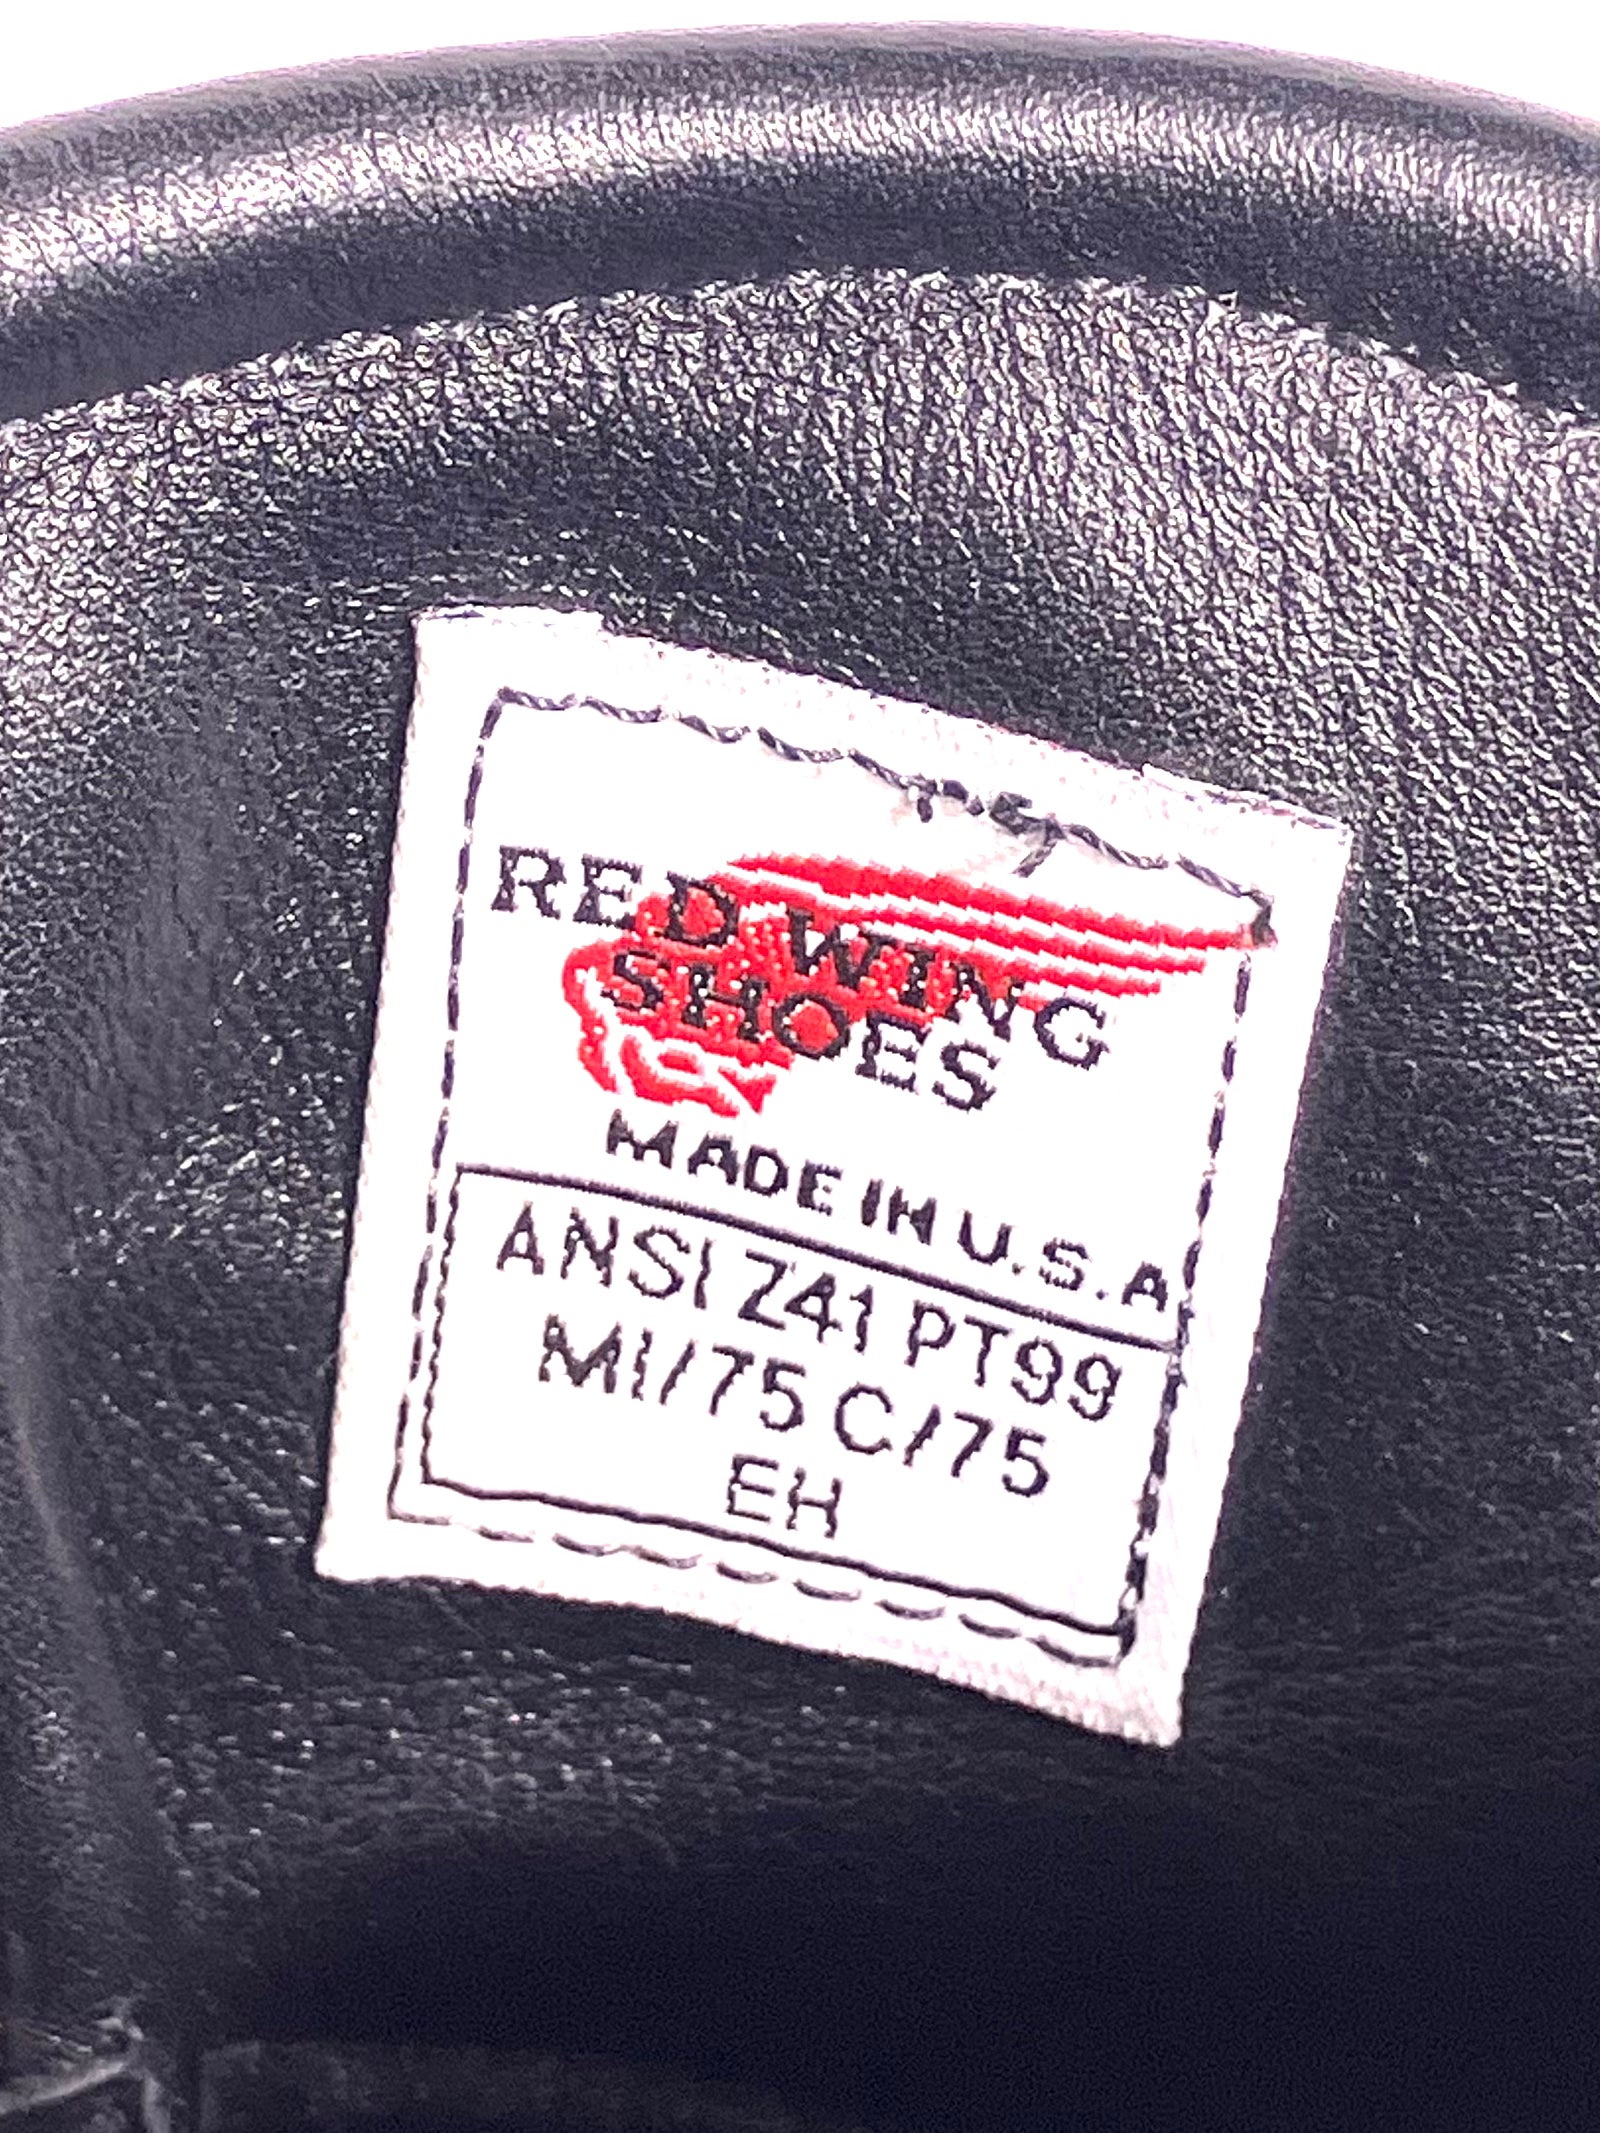 RED WING
SHOES
MADE IN U.S.A
ANSI Z41 PT99
MI/75 C/75
EH